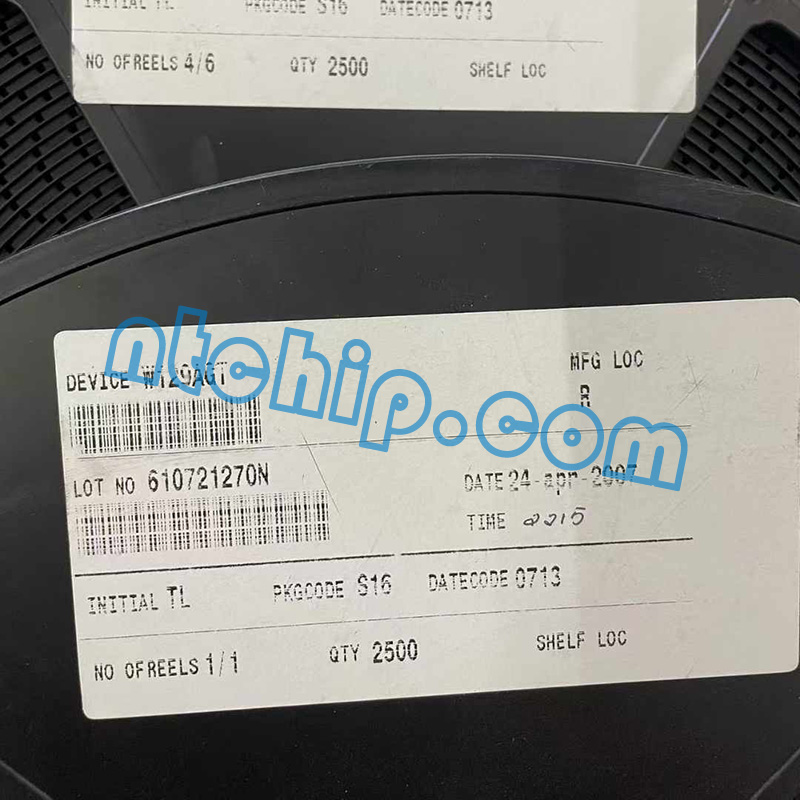 INITIAL TL PKGCODE S16 DATECODE 0713
NO OFREELS 4/6 QTY 2500 SHELF LOC
ntchip.com
DEVICE W129AGT MFG LOC
R
LOT NO 610721270N DATE 24-apr-2007
TIME 2215
INITIAL TL PKGCODE S16 DATECODE 0713
NO OFREELS 1/1 QTY 2500 SHELF LOC